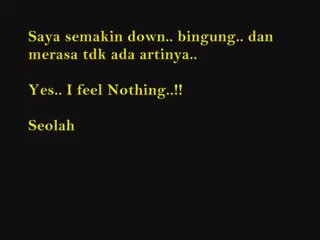 Saya semakin down.. bingung.. dan
merasa tdk ada artinya..
Yes.. I feel Nothing..!!
Seolah